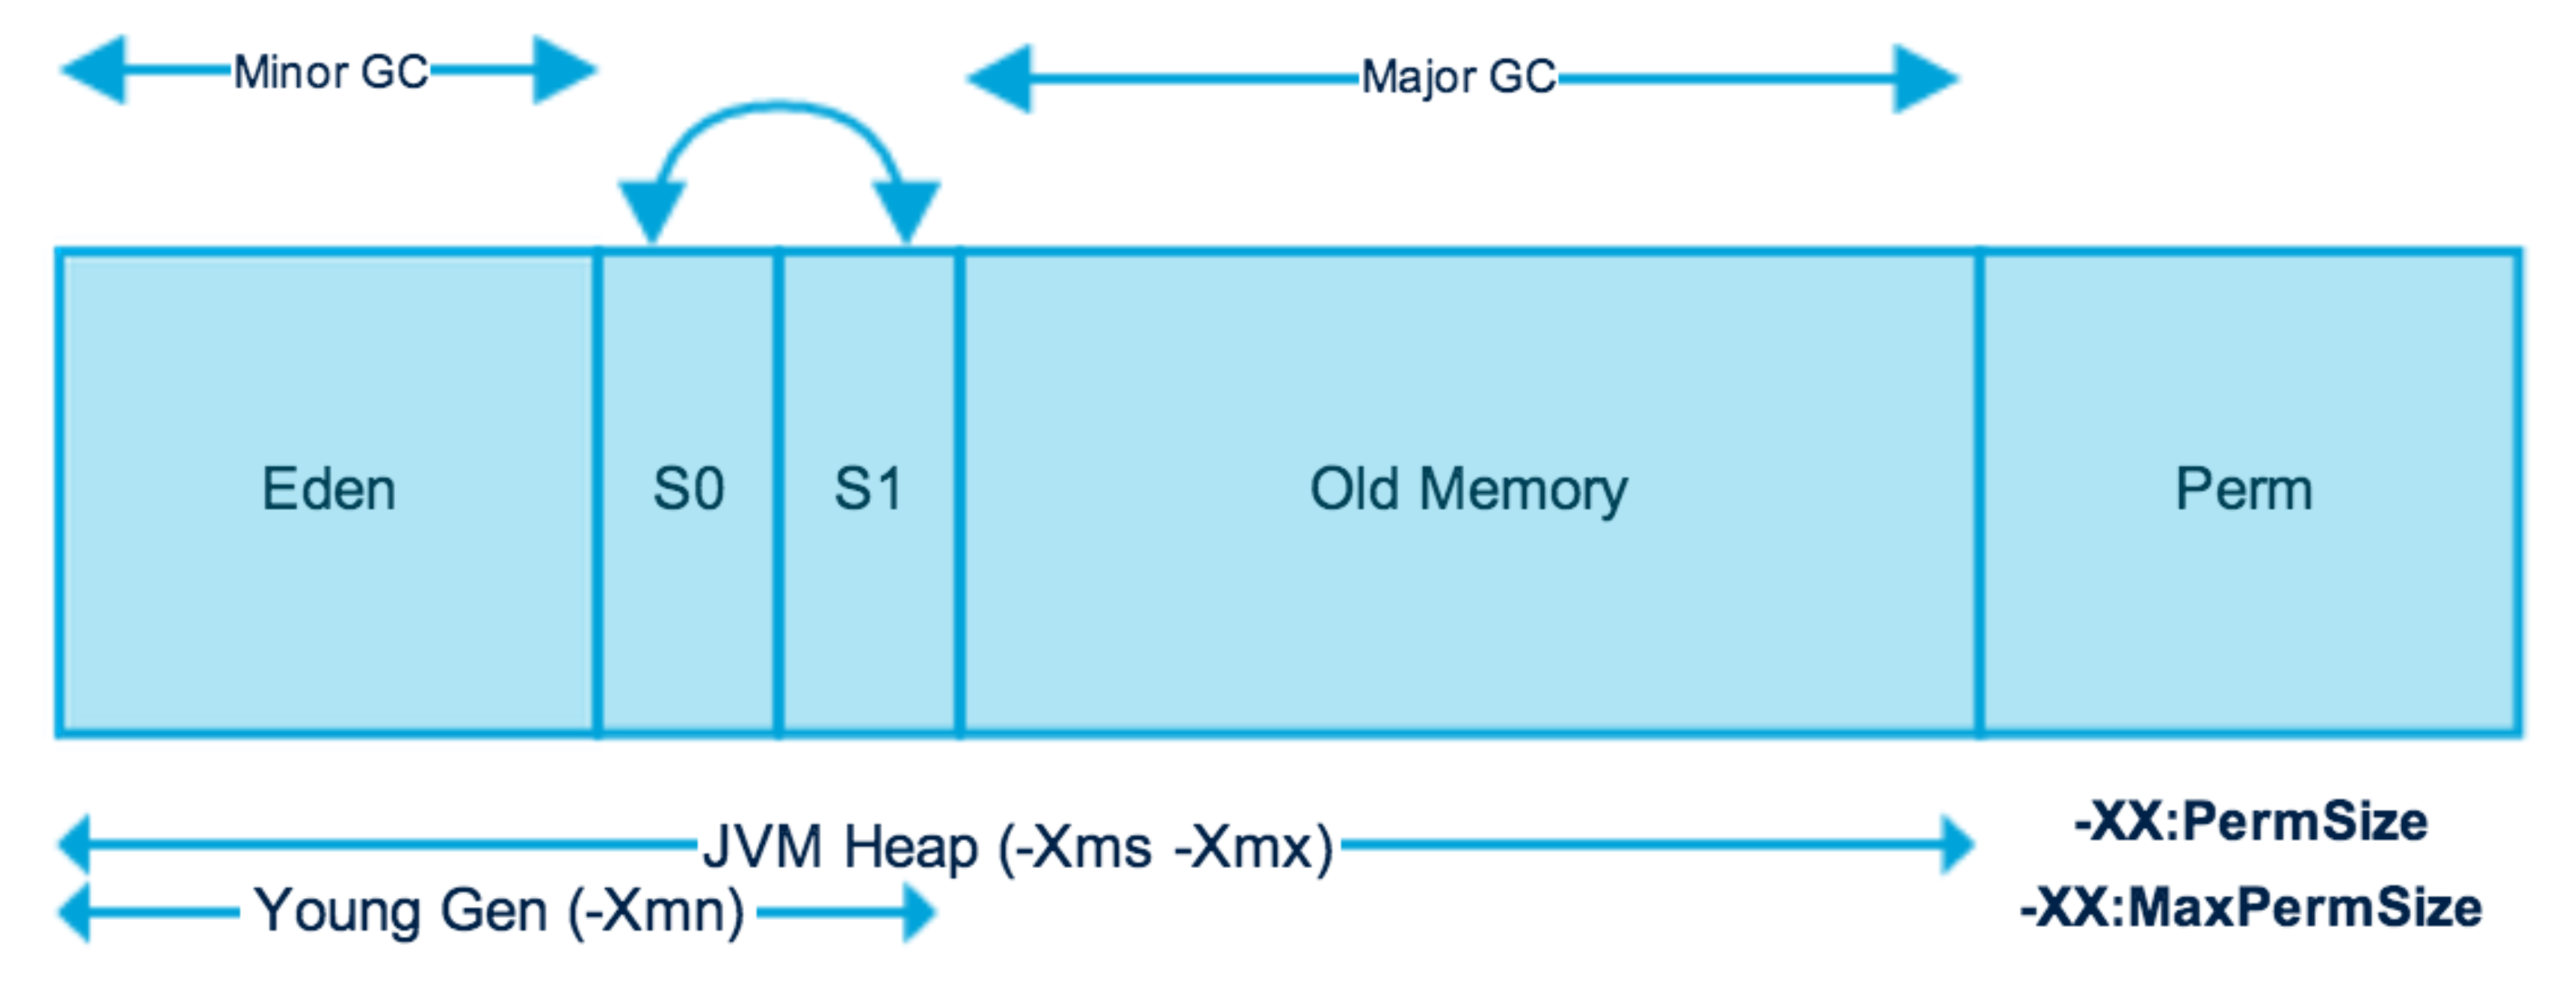 Minor GC
Major GC
Eden
S0
S1
Old Memory
Perm
JVM Heap (-Xms -Xmx)
Young Gen (-Xmn)
-XX:PermSize
-XX:MaxPermSize